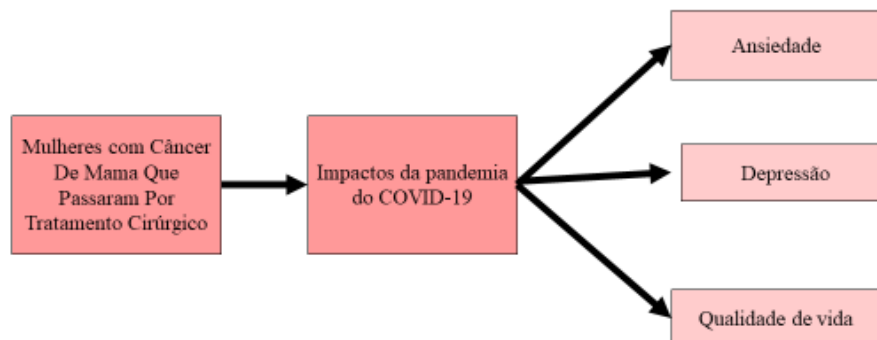 Mulheres com Câncer
De Mama Que
Passaram Por
Tratamento Cirúrgico
Impactos da pandemia
do COVID-19
Ansiedade
Depressão
Qualidade de vida